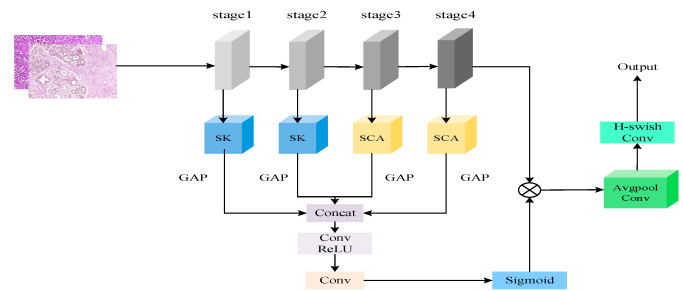 stage1 stage2 stage3 stage4
Output
H-swish
Conv
SK SK SCA SCA
GAP GAP GAP GAP
Avgpool
Conv
Concat
Conv
ReLU
Conv
Sigmoid